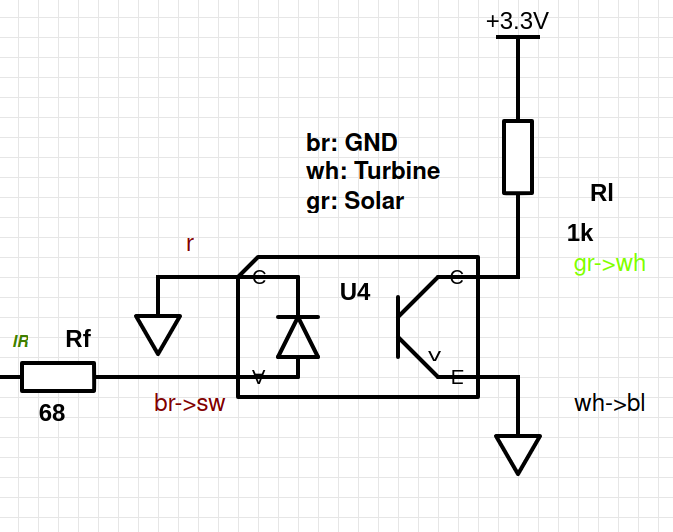 +3.3V
br: GND
wh: Turbine
gr: Solar
Rl
1k
gr->wh
r
C
U4
C
IR
Rf
A
E
68
br->sw
wh->bl